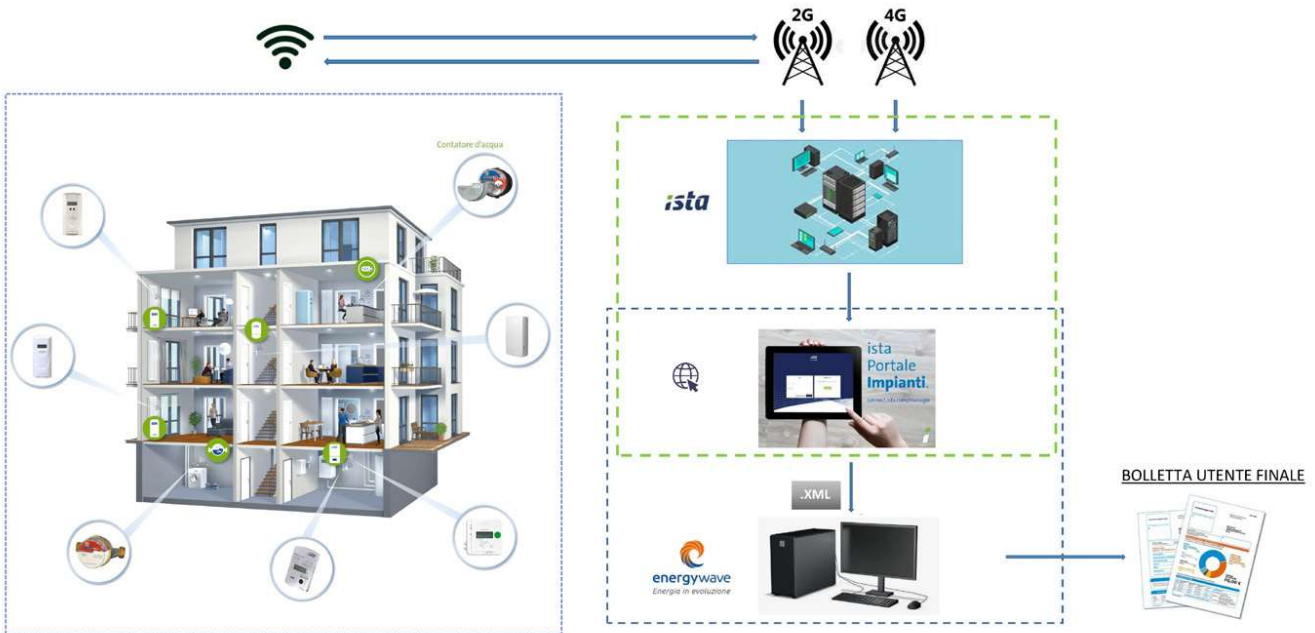 2G
4G
Contatore d'acqua
ista
ista
Portale
Impianti.
.XML
energywave
Energia in evoluzione
BOLLETTA UTENTE FINALE